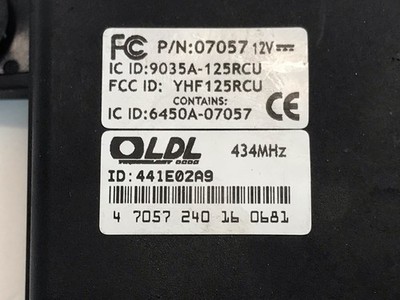 FC P/N:07057 12V
IC ID:9035A-125RCU
FCC ID: YHF125RCU
CONTAINS:
IC ID:6450A-07057
CE
LDL
434MHz
ID:441E02A9
4 7057 240 16 0681